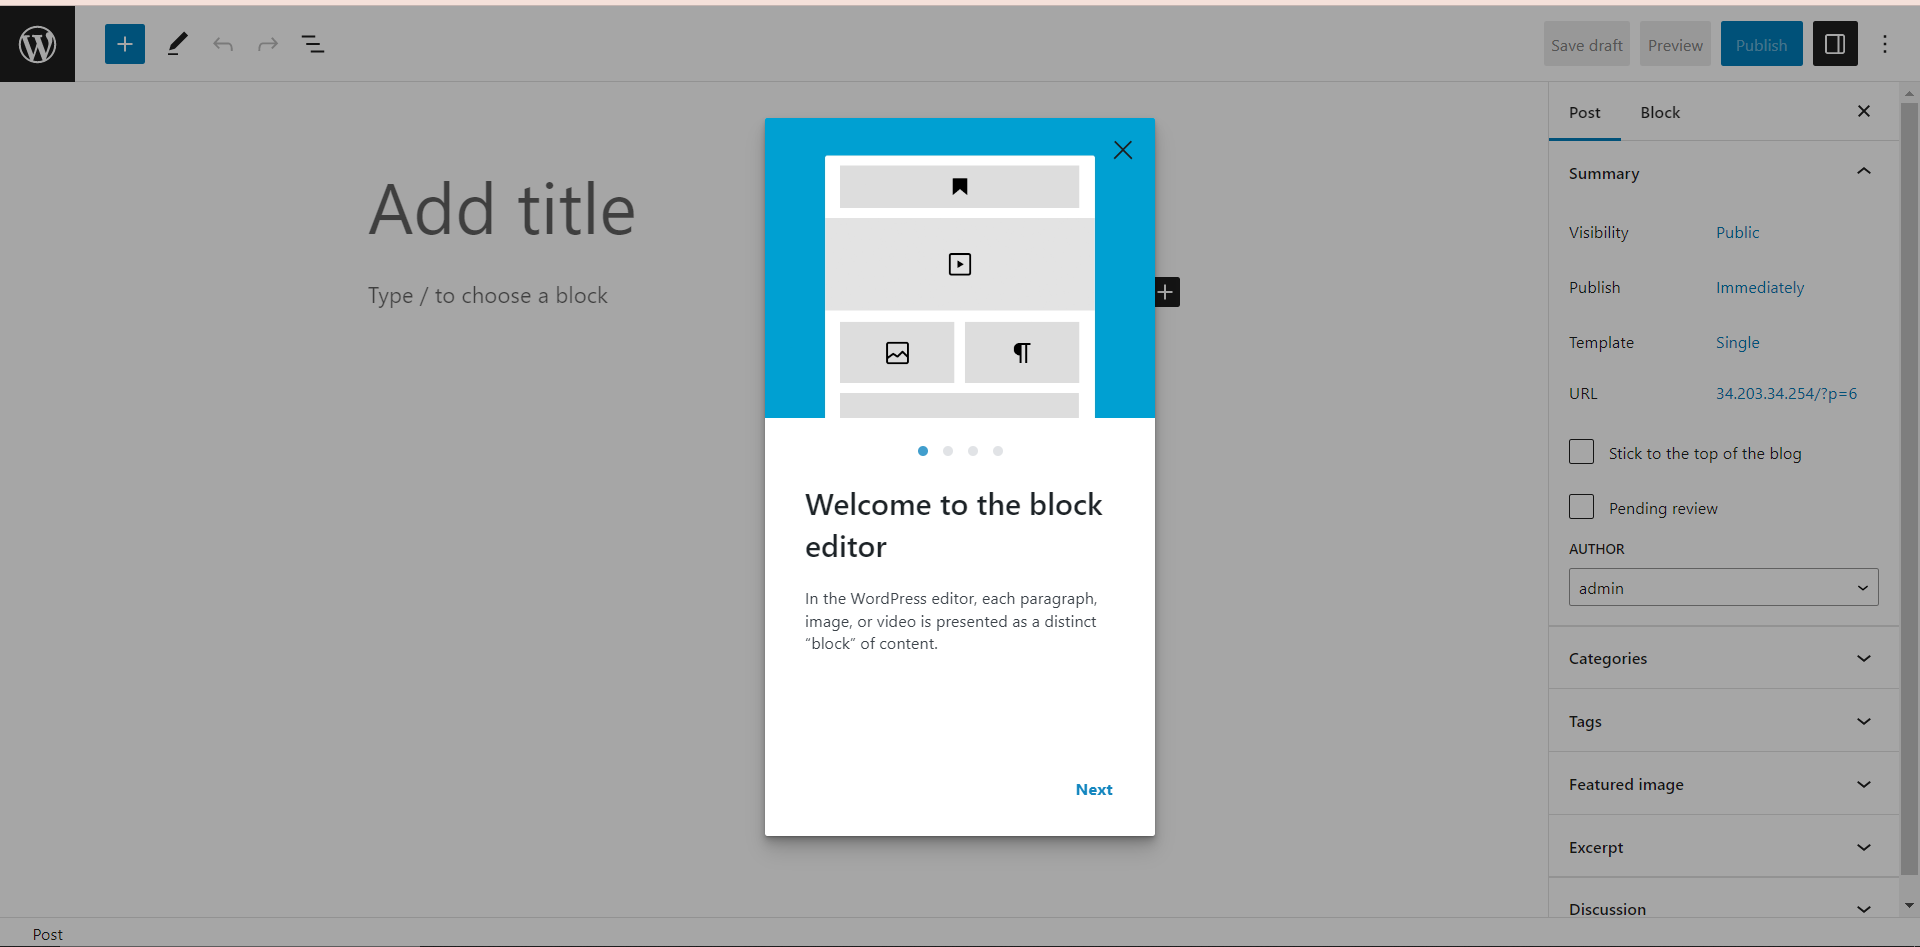 Save draft
Preview
Publish
Post
Block
Add title
Type / to choose a block
Welcome to the block
editor
In the WordPress editor, each paragraph,
image, or video is presented as a distinct
“block” of content.
Next
Summary
Visibility Public
Publish Immediately
Template Single
URL 34.203.34.254/?p=6
Stick to the top of the blog
Pending review
AUTHOR
admin
Categories
Tags
Featured image
Excerpt
Discussion
Post